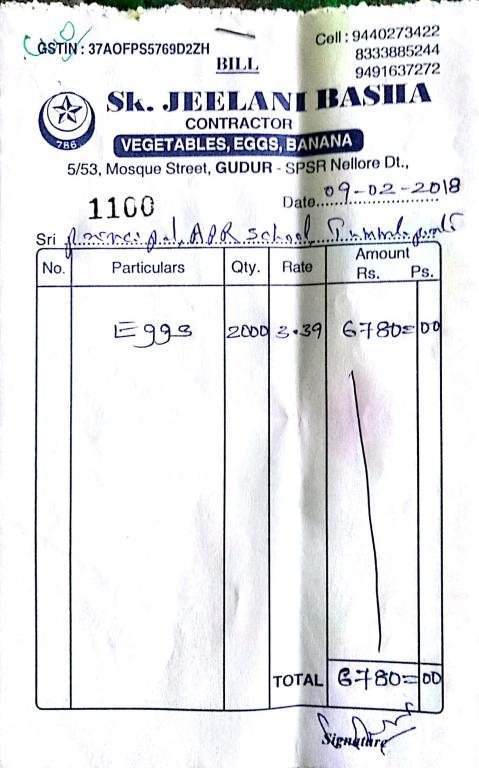 GSTIN : 37AOFPS5769D2ZH
Cell : 9440273422
8333885244
9491637272
BILL
Sk. JEELANI BASHA
CONTRACTOR
VEGETABLES, EGGS, BANANA
786
5/53, Mosque Street, GUDUR - SPSR Nellore Dt.,
1100
Date 09-02-2018
Sri Principal, APR School,
No. Particulars Qty. Rate Amount Rs. Ps.
Eggs 2000 3.39 6780=00
TOTAL 6780=00
Signature